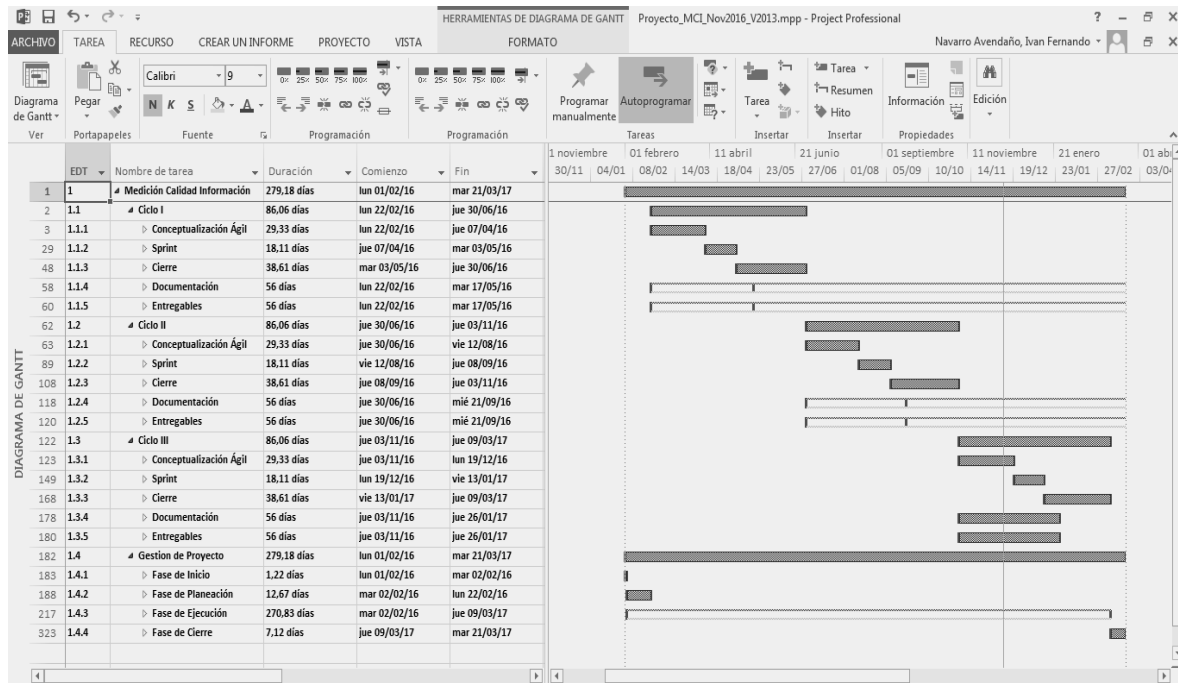 HERRAMIENTAS DE DIAGRAMA DE GANTT Proyecto_MCI_Nov2016_V2013.mpp - Project Professional
ARCHIVO TAREA RECURSO CREAR UN INFORME PROYECTO VISTA FORMATO Navarro Avendaño, Ivan Fernando
Diagrama de Gantt
Pegar
Calibri 9
N K S A
0× 25× 50× 75× 100×
0× 25× 50× 75× 100×
Programar manualmente
Autoprogramar
Tarea
Tarea
Resumen
Hito
Información
Edición
Ver Portapapeles Fuente Programación Programación Tareas Insertar Insertar Propiedades
1 noviembre 01 febrero 11 abril 21 junio 01 septiembre 11 noviembre 21 enero 01 abr
EDT Nombre de tarea Duración Comienzo Fin 30/11 04/01 08/02 14/03 18/04 23/05 27/06 01/08 05/09 10/10 14/11 19/12 23/01 27/02 03/04
1 1 Medición Calidad Información 279,18 días lun 01/02/16 mar 21/03/17
2 1.1 Ciclo I 86,06 días lun 22/02/16 jue 30/06/16
3 1.1.1 Conceptualización Ágil 29,33 días lun 22/02/16 jue 07/04/16
29 1.1.2 Sprint 18,11 días jue 07/04/16 mar 03/05/16
48 1.1.3 Cierre 38,61 días mar 03/05/16 jue 30/06/16
58 1.1.4 Documentación 56 días lun 22/02/16 mar 17/05/16
60 1.1.5 Entregables 56 días lun 22/02/16 mar 17/05/16
62 1.2 Ciclo II 86,06 días jue 30/06/16 jue 03/11/16
63 1.2.1 Conceptualización Ágil 29,33 días jue 30/06/16 vie 12/08/16
89 1.2.2 Sprint 18,11 días vie 12/08/16 jue 08/09/16
108 1.2.3 Cierre 38,61 días jue 08/09/16 jue 03/11/16
118 1.2.4 Documentación 56 días jue 30/06/16 mié 21/09/16
120 1.2.5 Entregables 56 días jue 30/06/16 mié 21/09/16
122 1.3 Ciclo III 86,06 días jue 03/11/16 jue 09/03/17
123 1.3.1 Conceptualización Ágil 29,33 días jue 03/11/16 lun 19/12/16
149 1.3.2 Sprint 18,11 días lun 19/12/16 vie 13/01/17
168 1.3.3 Cierre 38,61 días vie 13/01/17 jue 09/03/17
178 1.3.4 Documentación 56 días jue 03/11/16 jue 26/01/17
180 1.3.5 Entregables 56 días jue 03/11/16 jue 26/01/17
182 1.4 Gestion de Proyecto 279,18 días lun 01/02/16 mar 21/03/17
183 1.4.1 Fase de Inicio 1,22 días lun 01/02/16 mar 02/02/16
188 1.4.2 Fase de Planeación 12,67 días mar 02/02/16 lun 22/02/16
217 1.4.3 Fase de Ejecución 270,83 días mar 02/02/16 jue 09/03/17
323 1.4.4 Fase de Cierre 7,12 días jue 09/03/17 mar 21/03/17
DIAGRAMA DE GANTT